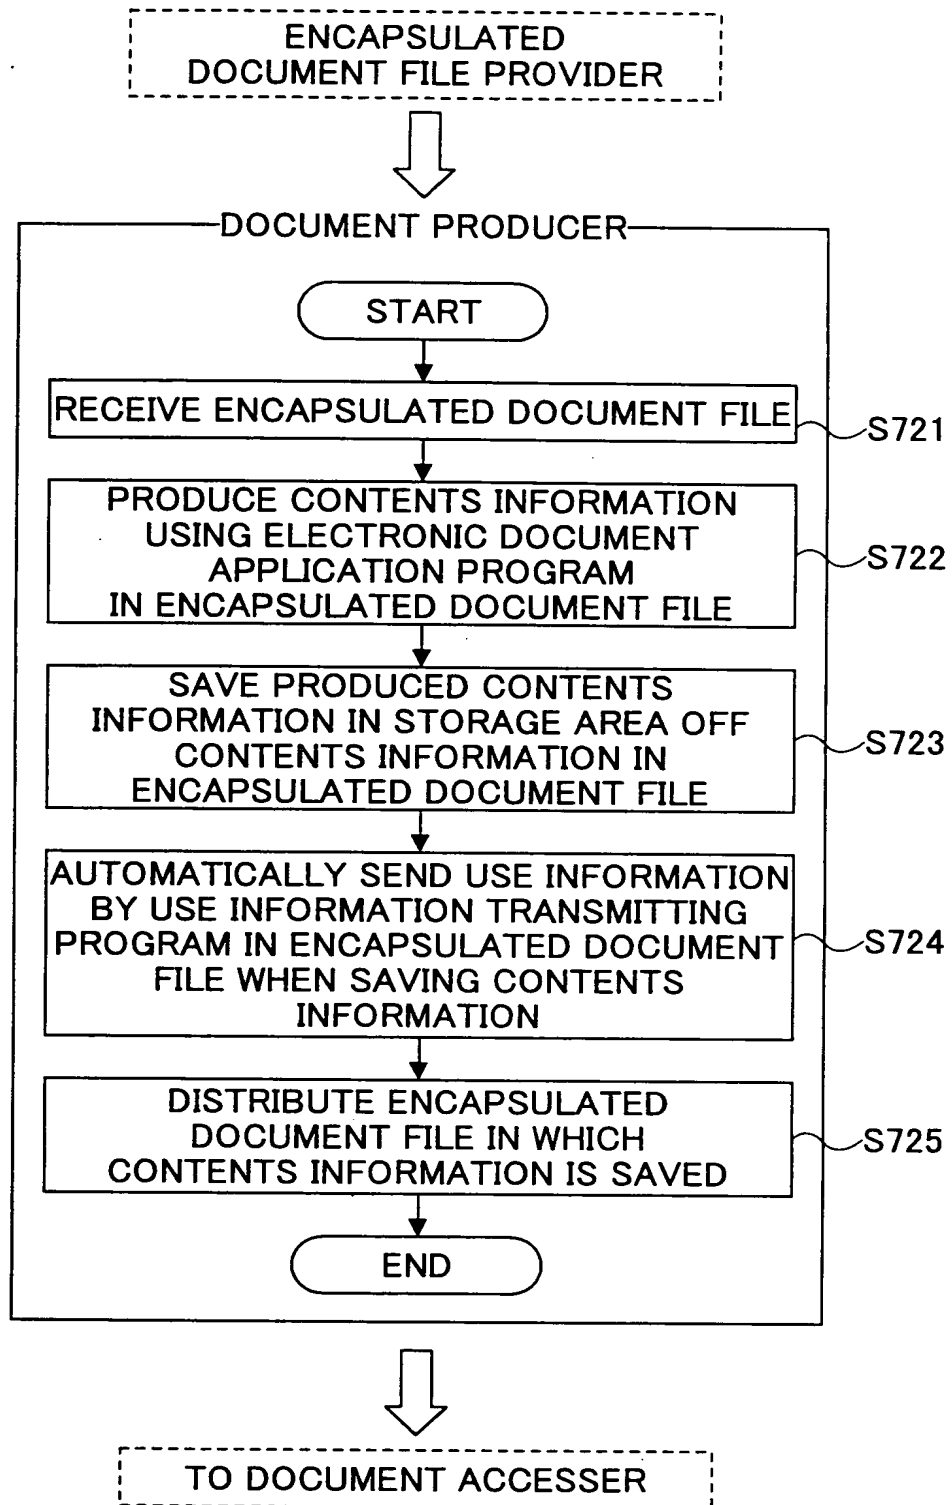 ENCAPSULATED
DOCUMENT FILE PROVIDER
DOCUMENT PRODUCER
START
RECEIVE ENCAPSULATED DOCUMENT FILE
S721
PRODUCE CONTENTS INFORMATION
USING ELECTRONIC DOCUMENT
APPLICATION PROGRAM
IN ENCAPSULATED DOCUMENT FILE
S722
SAVE PRODUCED CONTENTS
INFORMATION IN STORAGE AREA OFF
CONTENTS INFORMATION IN
ENCAPSULATED DOCUMENT FILE
S723
AUTOMATICALLY SEND USE INFORMATION
BY USE INFORMATION TRANSMITTING
PROGRAM IN ENCAPSULATED DOCUMENT
FILE WHEN SAVING CONTENTS
INFORMATION
S724
DISTRIBUTE ENCAPSULATED
DOCUMENT FILE IN WHICH
CONTENTS INFORMATION IS SAVED
S725
END
TO DOCUMENT ACCESSER